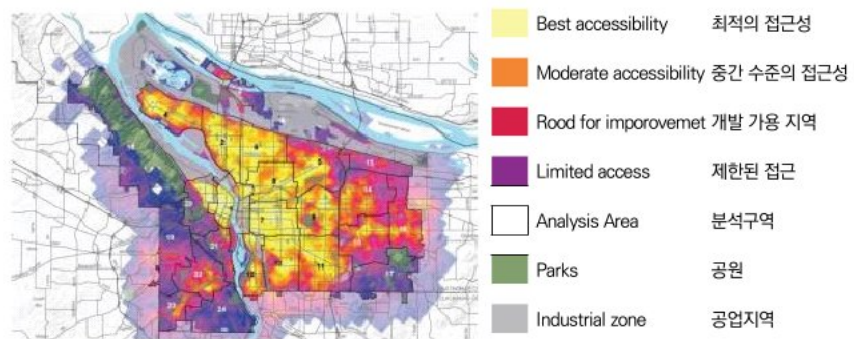 Best accessibility 최적의 접근성
Moderate accessibility 중간 수준의 접근성
Rood for imporovemet 개발 가용 지역
Limited access 제한된 접근
Analysis Area 분석구역
Parks 공원
Industrial zone 공업지역